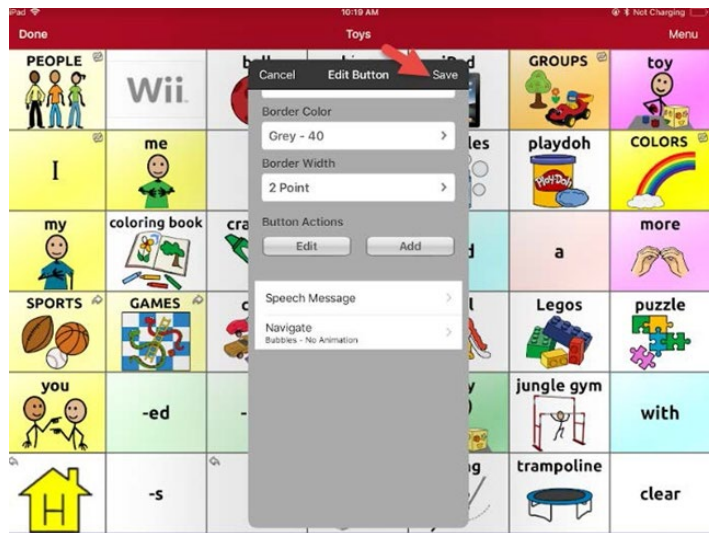 iPad 10:19 AM Not Charging
Done Toys Menu
PEOPLE
Wii
GROUPS
toy
Cancel Edit Button Save
Border Color
Grey - 40
Border Width
2 Point
Button Actions
Edit Add
Speech Message
Navigate
Bubbles - No Animation
I
me
playdoh
Play-Doh
COLORS
my
coloring book
a
more
SPORTS
GAMES
Legos
puzzle
you
-ed
jungle gym
with
H
-s
trampoline
clear